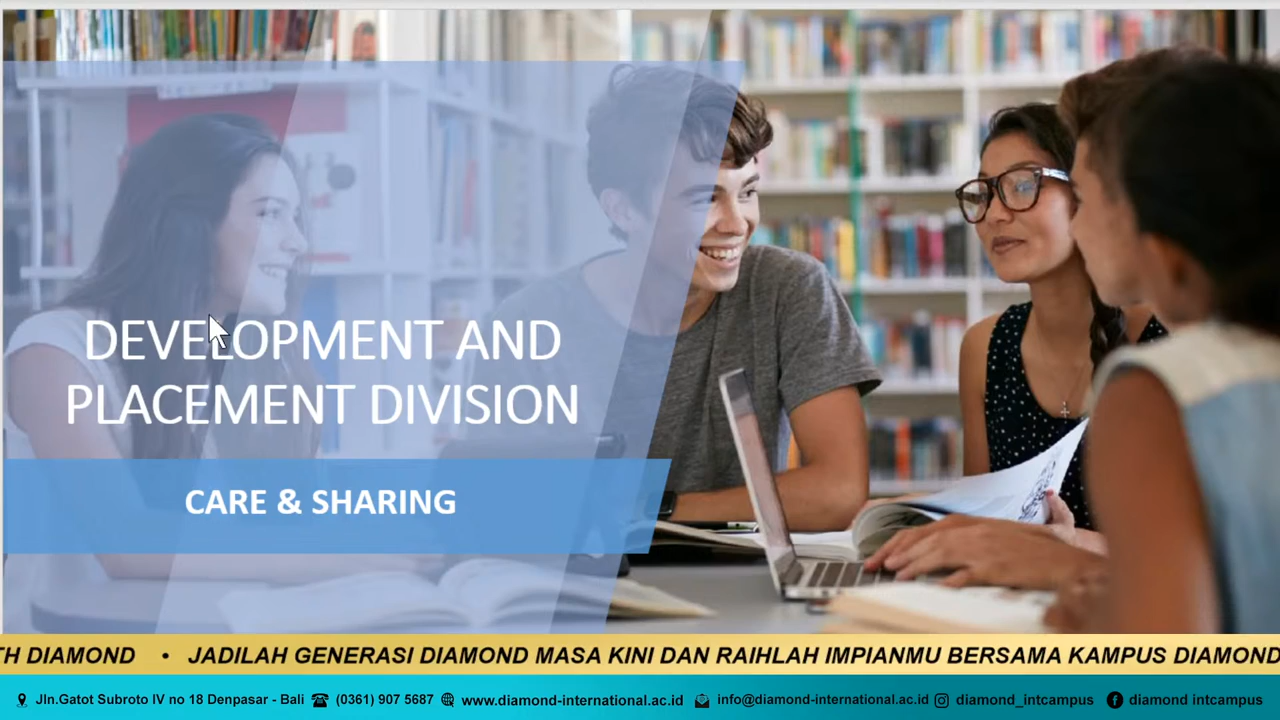 DEVELOPMENT AND
PLACEMENT DIVISION
CARE & SHARING
TH DIAMOND • JADILAH GENERASI DIAMOND MASA KINI DAN RAIHLAH IMPIANMU BERSAMA KAMPUS DIAMOND
Jln.Gatot Subroto IV no 18 Denpasar - Bali (0361) 907 5687 www.diamond-international.ac.id info@diamond-international.ac.id diamond_intcampus diamond intcampus